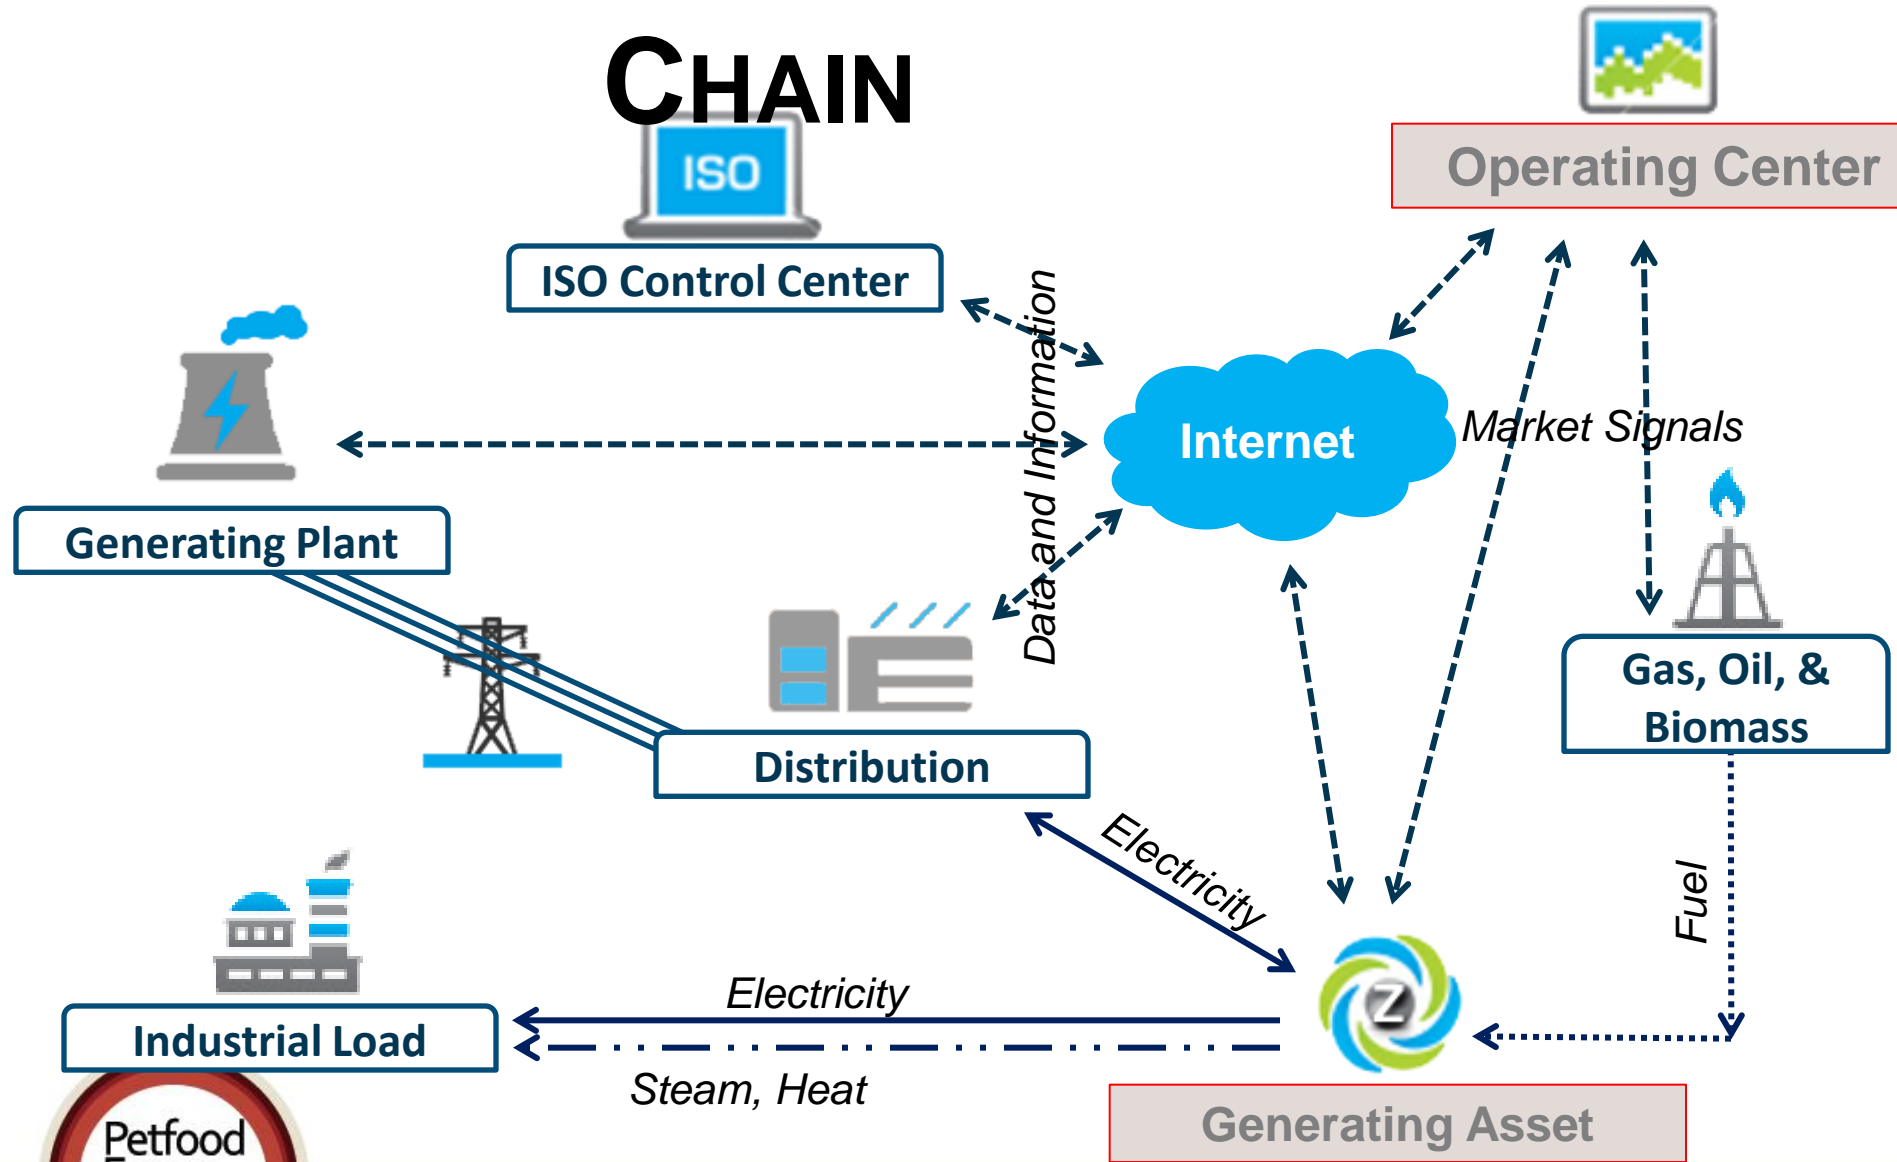 CHAIN
ISO
Operating Center
ISO Control Center
Data and Information
Internet
Market Signals
Generating Plant
Gas, Oil, &
Biomass
Distribution
Electricity
Fuel
Z
Electricity
Industrial Load
Steam, Heat
Generating Asset
Petfood